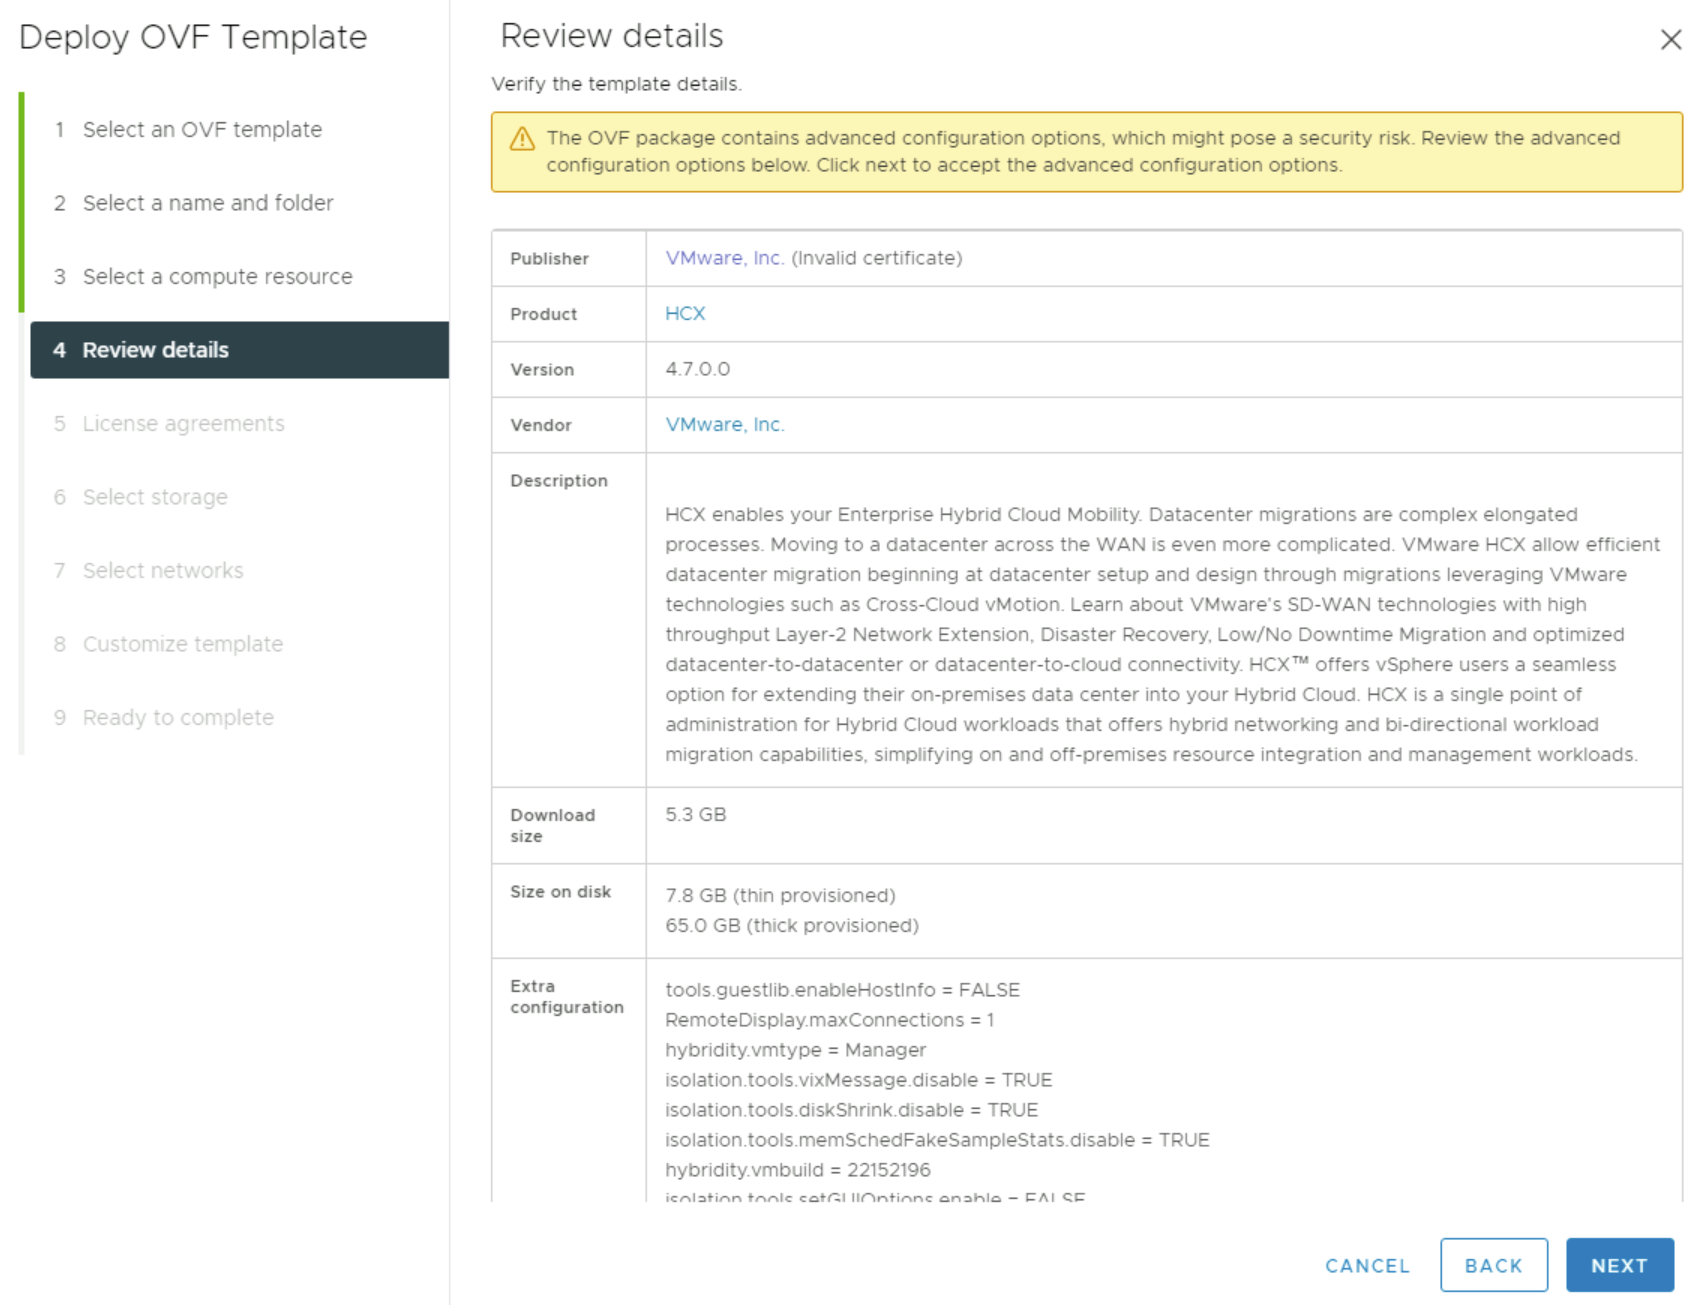 Deploy OVF Template
1 Select an OVF template
2 Select a name and folder
3 Select a compute resource
4 Review details
5 License agreements
6 Select storage
7 Select networks
8 Customize template
9 Ready to complete
Review details
Verify the template details.
The OVF package contains advanced configuration options, which might pose a security risk. Review the advanced
configuration options below. Click next to accept the advanced configuration options.
Publisher VMware, Inc. (Invalid certificate)
Product HCX
Version 4.7.0.0
Vendor VMware, Inc.
Description
HCX enables your Enterprise Hybrid Cloud Mobility. Datacenter migrations are complex elongated
processes. Moving to a datacenter across the WAN is even more complicated. VMware HCX allow efficient
datacenter migration beginning at datacenter setup and design through migrations leveraging VMware
technologies such as Cross-Cloud vMotion. Learn about VMware's SD-WAN technologies with high
throughput Layer-2 Network Extension, Disaster Recovery, Low/No Downtime Migration and optimized
datacenter-to-datacenter or datacenter-to-cloud connectivity. HCX™ offers vSphere users a seamless
option for extending their on-premises data center into your Hybrid Cloud. HCX is a single point of
administration for Hybrid Cloud workloads that offers hybrid networking and bi-directional workload
migration capabilities, simplifying on and off-premises resource integration and management workloads.
Download
size
5.3 GB
Size on disk
7.8 GB (thin provisioned)
65.0 GB (thick provisioned)
Extra
configuration
tools.guestlib.enableHostInfo = FALSE
RemoteDisplay.maxConnections = 1
hybridity.vmtype = Manager
isolation.tools.vixMessage.disable = TRUE
isolation.tools.diskShrink.disable = TRUE
isolation.tools.memSchedFakeSampleStats.disable = TRUE
hybridity.vmbuild = 22152196
isolation.tools.setGUIOptions.enable = FALSE
CANCEL
BACK
NEXT